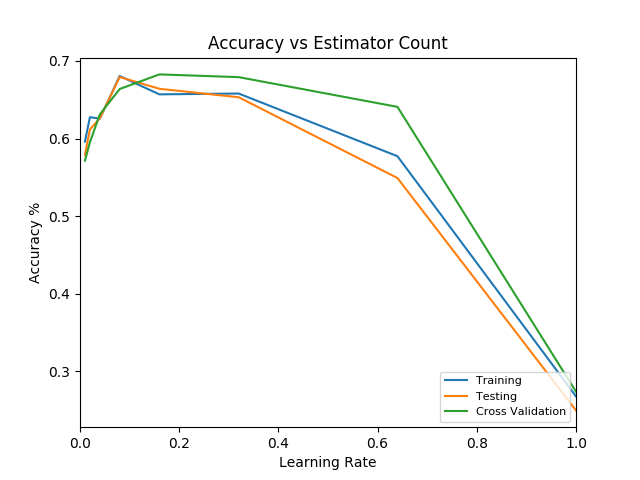 Accuracy vs Estimator Count
0.7
0.6
0.5
0.4
0.3
Accuracy %
Training
Testing
Cross Validation
0.0 0.2 0.4 0.6 0.8 1.0
Learning Rate